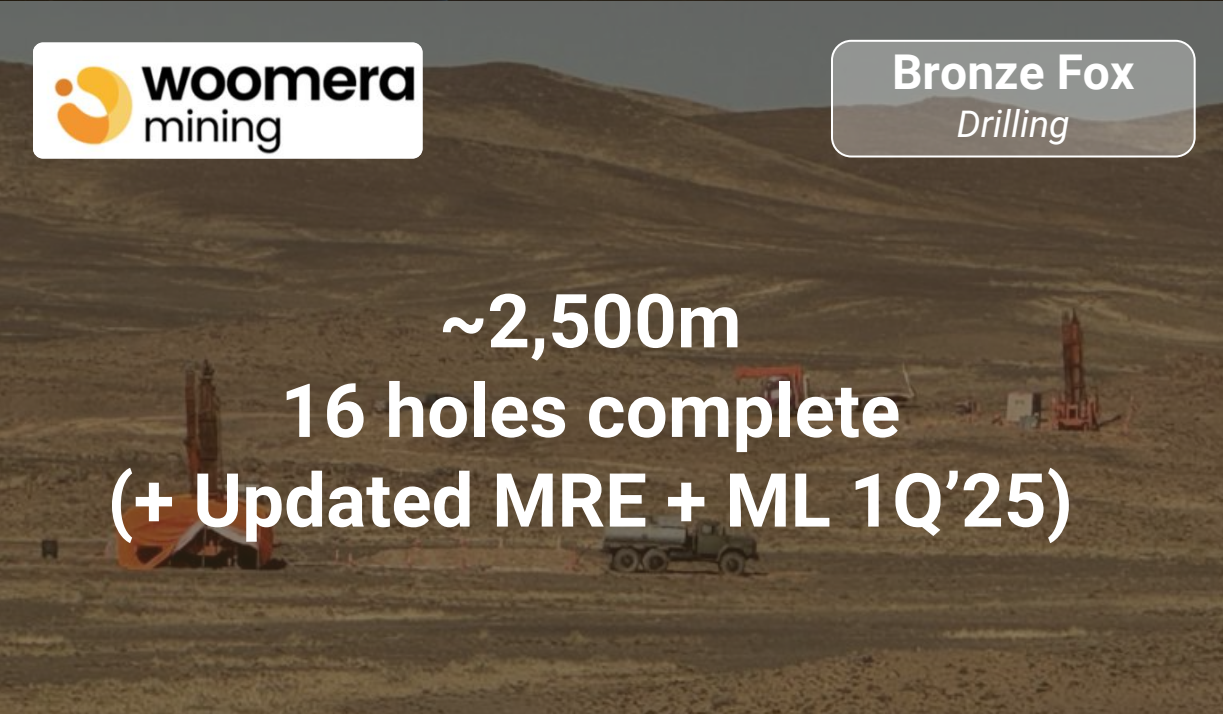 woomera
mining
Bronze Fox
Drilling
~2,500m
16 holes complete
(+ Updated MRE + ML 1Q’25)